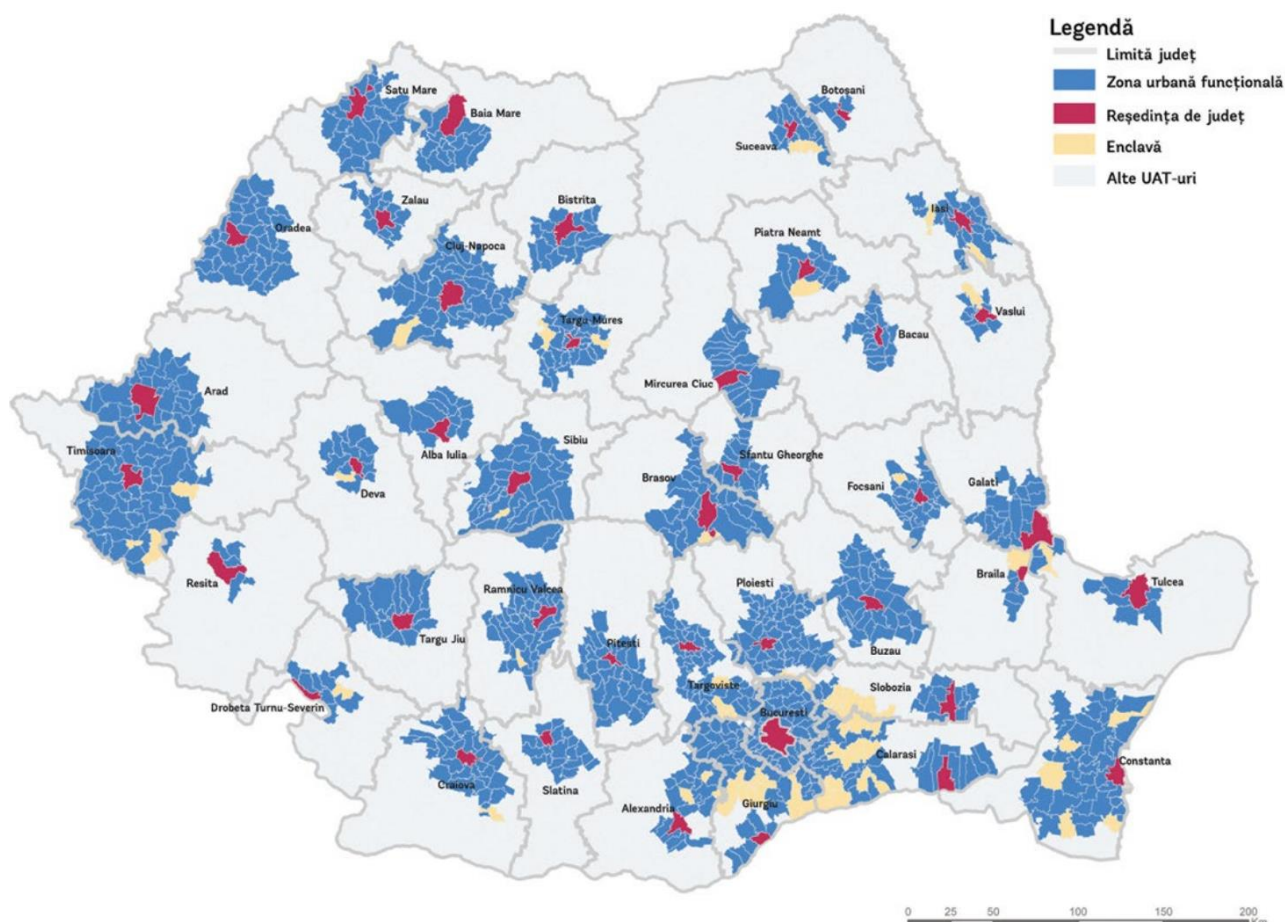 Legendă
Limită județ
Zona urbană funcțională
Reședința de județ
Enclavă
Alte UAT-uri
Satu Mare
Baia Mare
Botoșani
Suceava
Zalau
Bistrita
Iasi
Oradea
Cluj-Napoca
Piatra Neamt
Vaslui
Targu-Mures
Bacau
Mircurea Ciuc
Arad
Timisoara
Alba Iulia
Sibiu
Deva
Brasov
Sfantu Gheorghe
Focsani
Galati
Resita
Ramnicu Valcea
Ploiesti
Braila
Tulcea
Targu Jiu
Pitesti
Buzau
Targoviste
Slobozia
Drobeta Turnu-Severin
Bucuresti
Calarasi
Constanta
Craiova
Slatina
Alexandria
Giurgiu
0 50 100 150 200